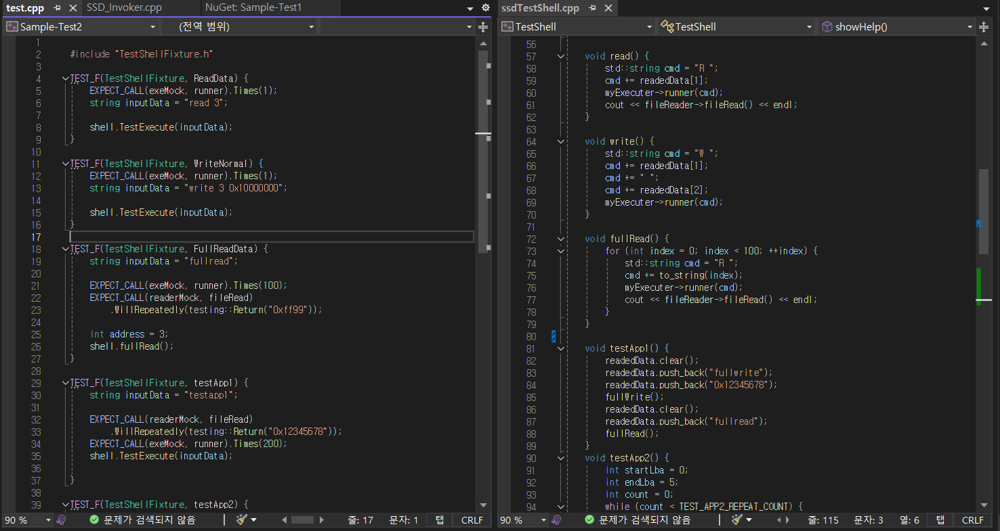 test.cpp SSD_Invoker.cpp NuGet: Sample-Test1
Sample-Test2 (전역 범위)
1
2 #include "TestShellFixture.h"
3
4 TEST_F(TestShellFixture, ReadData) {
5 EXPECT_CALL(exeMock, runner).Times(1);
6 string inputData = "read 3";
7
8 shell.TestExecute(inputData);
9 }
10
11 TEST_F(TestShellFixture, WriteNormal) {
12 EXPECT_CALL(exeMock, runner).Times(1);
13 string inputData = "write 3 0x10000000";
14
15 shell.TestExecute(inputData);
16 }
17
18 TEST_F(TestShellFixture, FullReadData) {
19 string inputData = "fullread";
20
21 EXPECT_CALL(exeMock, runner).Times(100);
22 EXPECT_CALL(readerMock, fileRead)
23 .WillRepeatedly(testing::Return("0xff99"));
24
25 int address = 3;
26 shell.fullRead();
27 }
28
29 TEST_F(TestShellFixture, testApp1) {
30 string inputData = "testapp1";
31
32 EXPECT_CALL(readerMock, fileRead)
33 .WillRepeatedly(testing::Return("0x12345678"));
34 EXPECT_CALL(exeMock, runner).Times(200);
35 shell.TestExecute(inputData);
36
37 }
38
39 TEST_F(TestShellFixture, testApp2) {
90 % 문제가 검색되지 않음 줄: 17 문자: 1 탭 CRLF
ssdTestShell.cpp
TestShell TestShell showHelp()
56
57 void read() {
58 std::string cmd = "R ";
59 cmd += readedData[1];
60 myExecuter->runner(cmd);
61 cout << fileReader->fileRead() << endl;
62 }
63
64 void write() {
65 std::string cmd = "W ";
66 cmd += readedData[1];
67 cmd += " ";
68 cmd += readedData[2];
69 myExecuter->runner(cmd);
70 }
71
72 void fullRead() {
73 for (int index = 0; index < 100; ++index) {
74 std::string cmd = "R ";
75 cmd += to_string(index);
76 myExecuter->runner(cmd);
77 cout << fileReader->fileRead() << endl;
78 }
79 }
80
81 void testApp1() {
82 readedData.clear();
83 readedData.push_back("fullwrite");
84 readedData.push_back("0x12345678");
85 fullWrite();
86 readedData.clear();
87 readedData.push_back("fullread");
88 fullRead();
89 }
90 void testApp2() {
91 int startLba = 0;
92 int endLba = 5;
93 int count = 0;
94 while (count < TEST_APP2_REPEAT_COUNT) {
90 % 문제가 검색되지 않음 줄: 115 문자: 3 열: 6 탭 CRLF